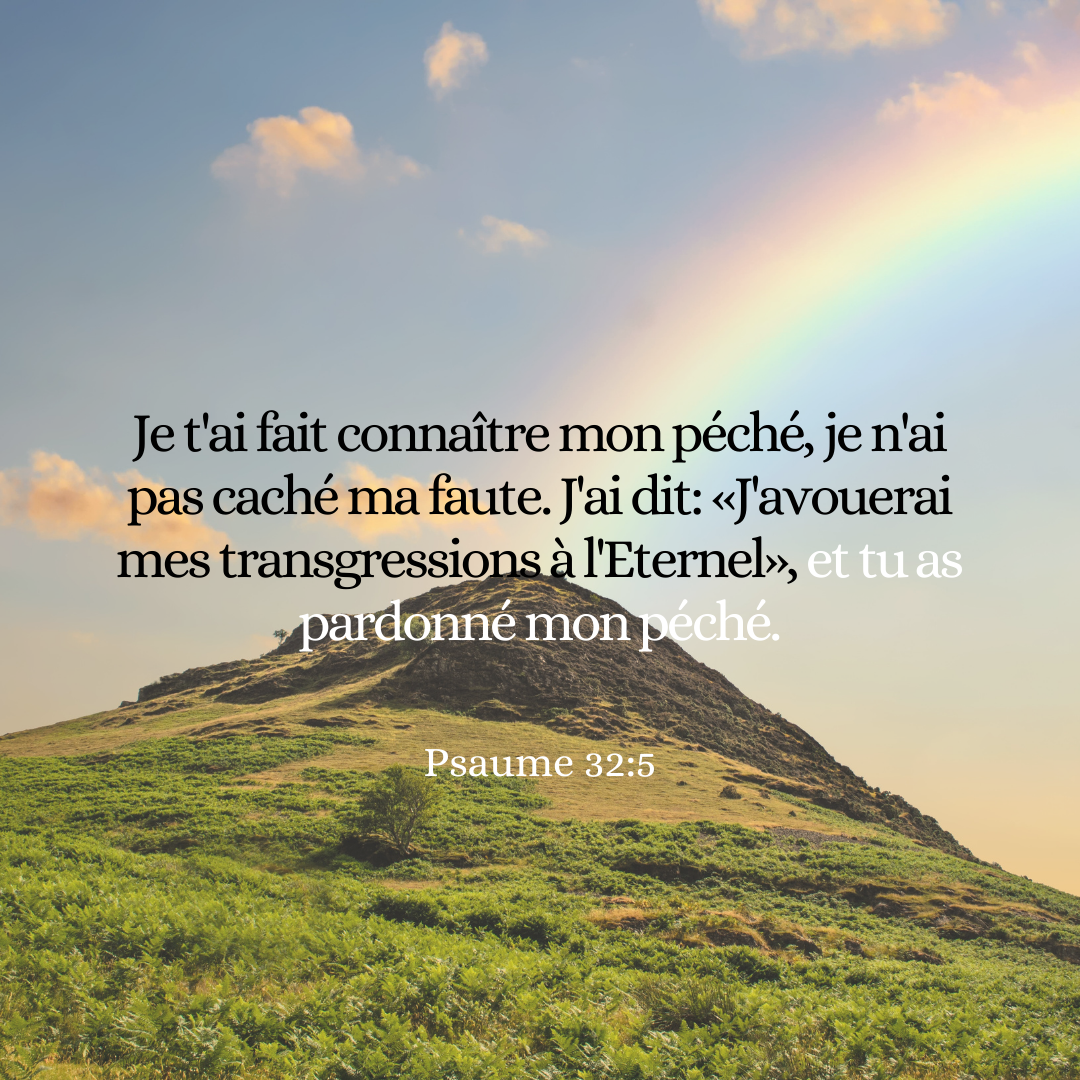 Je t'ai fait connaître mon péché, je n'ai
pas caché ma faute. J'ai dit: «J'avouerai
mes transgressions à l'Eternel», et tu as
pardonné mon péché.
Psaume 32:5